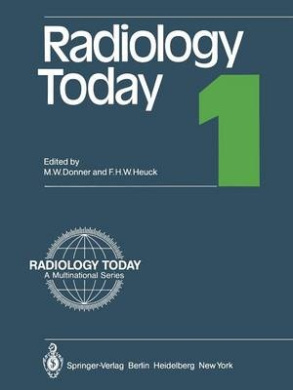 Radiology
Today
1
Edited by
M.W. Donner and F.H.W. Heuck
RADIOLOGY TODAY
A Multinational Series
Springer-Verlag Berlin Heidelberg New York